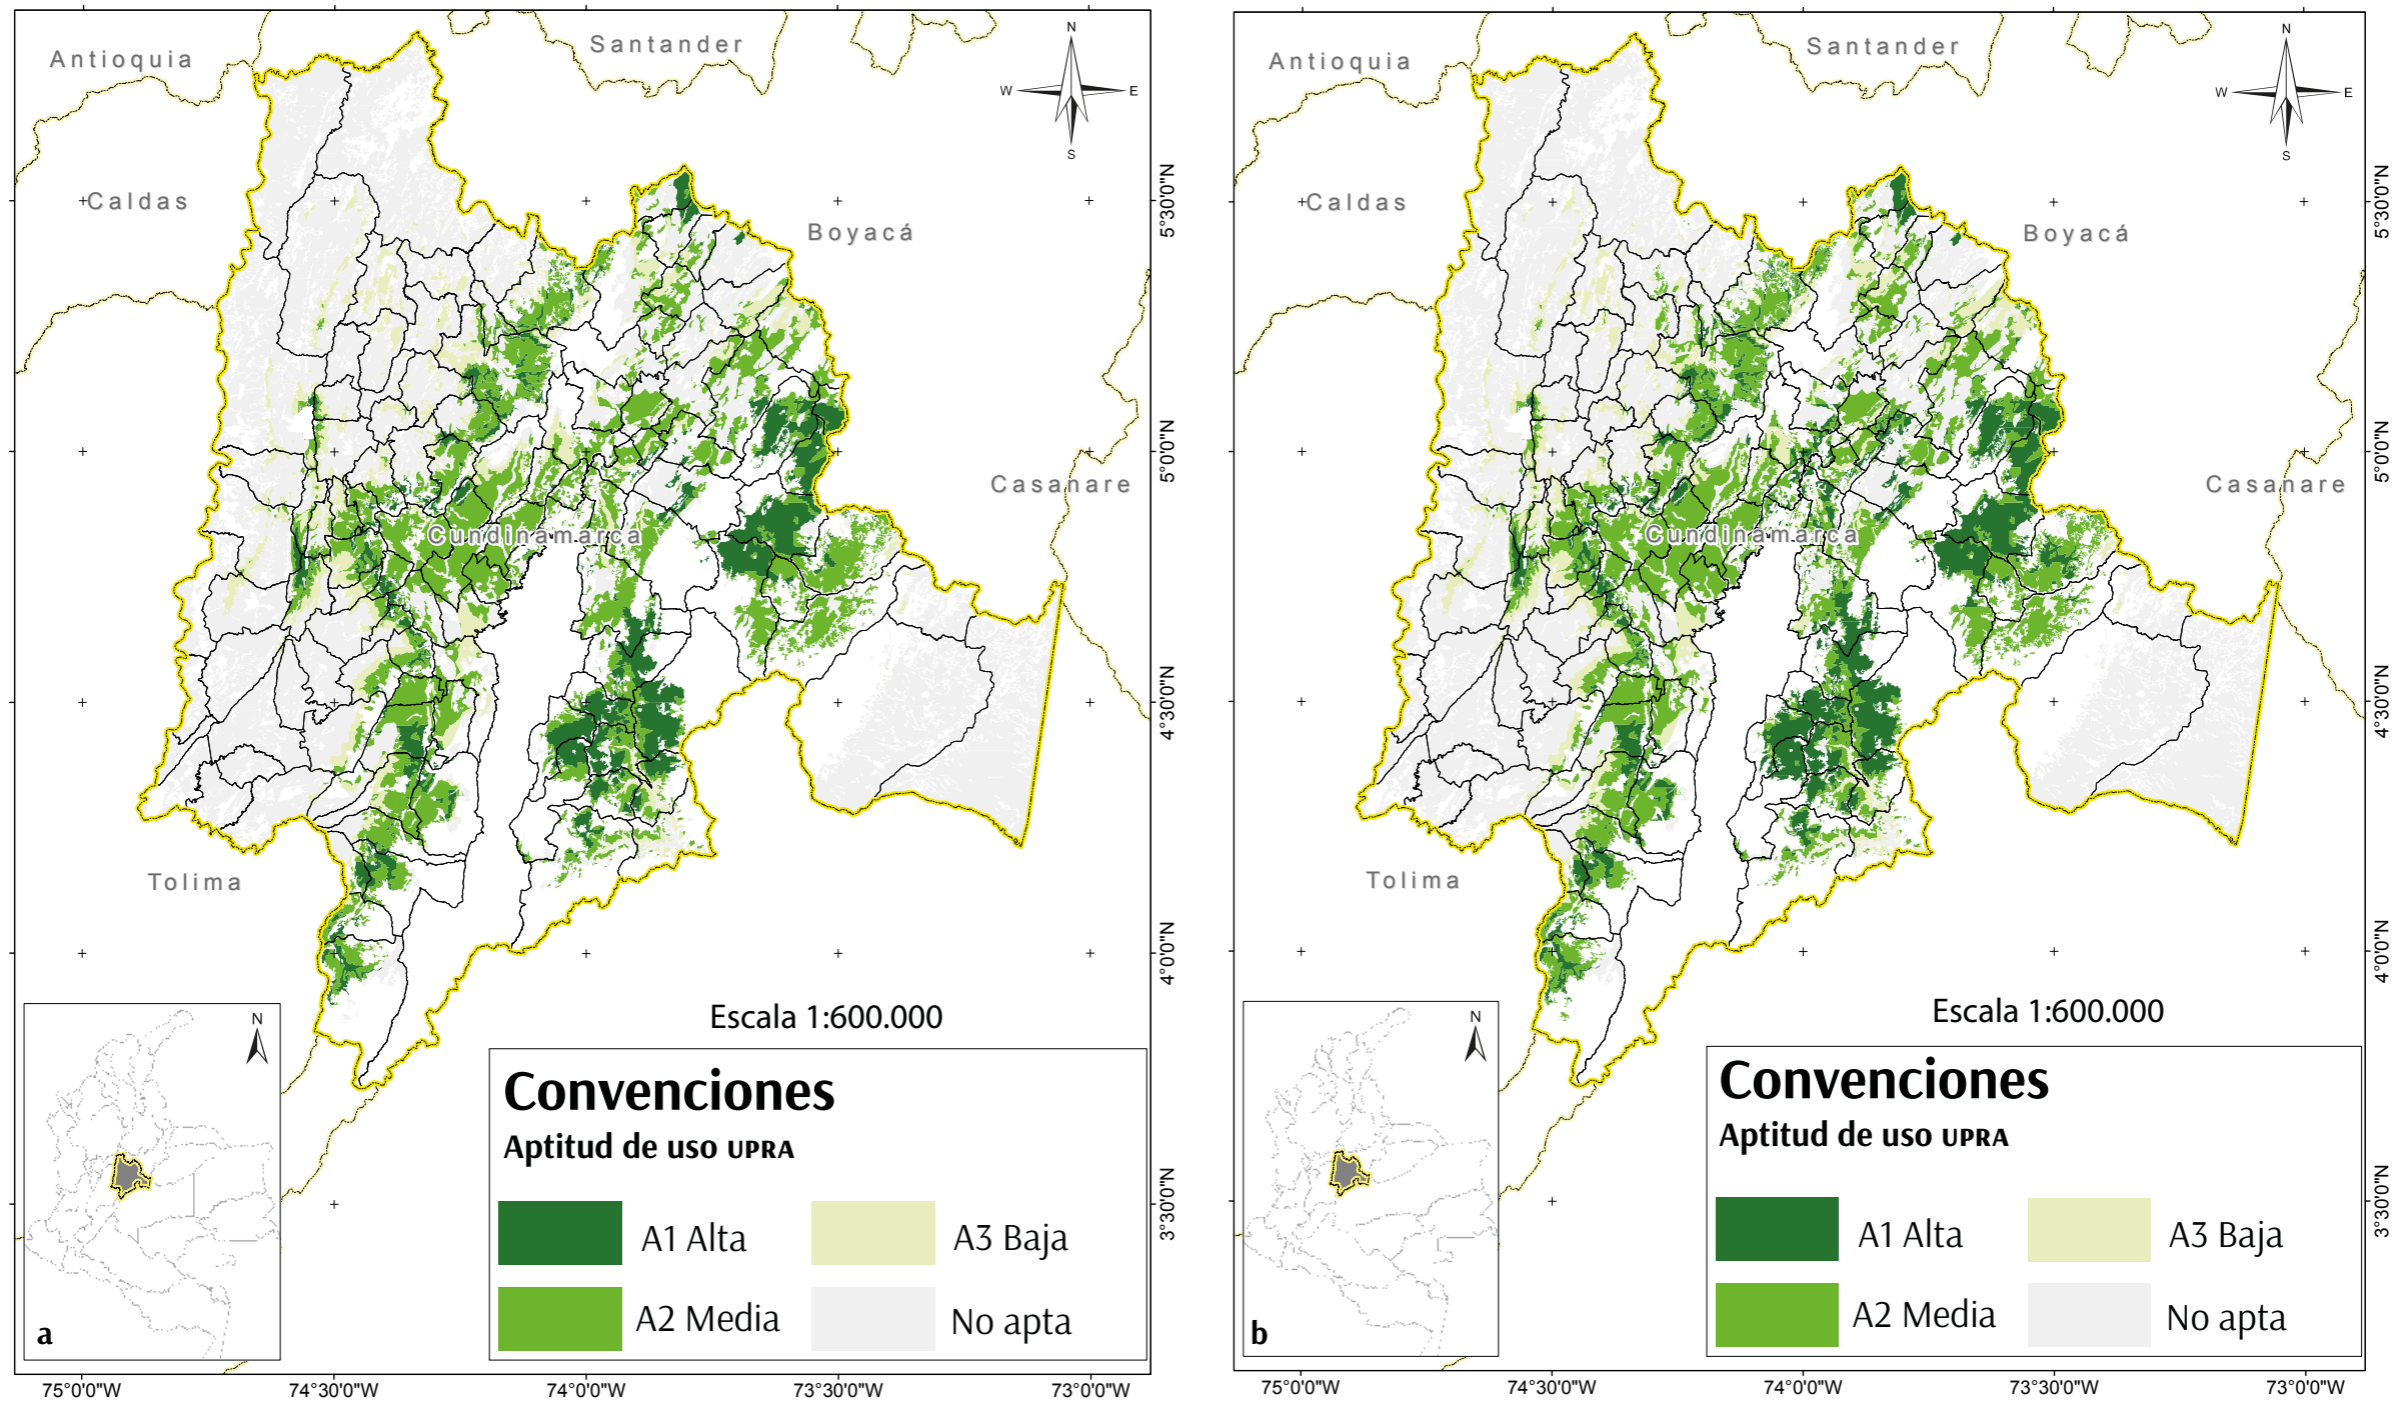 Antioquia
Santander
N
W E
S
Caldas
Boyacá
Casanare
Cundinamarca
Tolima
5°30'0"N
5°0'0"N
4°30'0"N
4°0'0"N
3°30'0"N
Escala 1:600.000
N
a
Convenciones
Aptitud de uso UPRA
A1 Alta
A3 Baja
A2 Media
No apta
75°0'0"W 74°30'0"W 74°0'0"W 73°30'0"W 73°0'0"W
Antioquia
Santander
N
W E
S
Caldas
Boyacá
Casanare
Cundinamarca
Tolima
5°30'0"N
5°0'0"N
4°30'0"N
4°0'0"N
3°30'0"N
Escala 1:600.000
N
b
Convenciones
Aptitud de uso UPRA
A1 Alta
A3 Baja
A2 Media
No apta
75°0'0"W 74°30'0"W 74°0'0"W 73°30'0"W 73°0'0"W